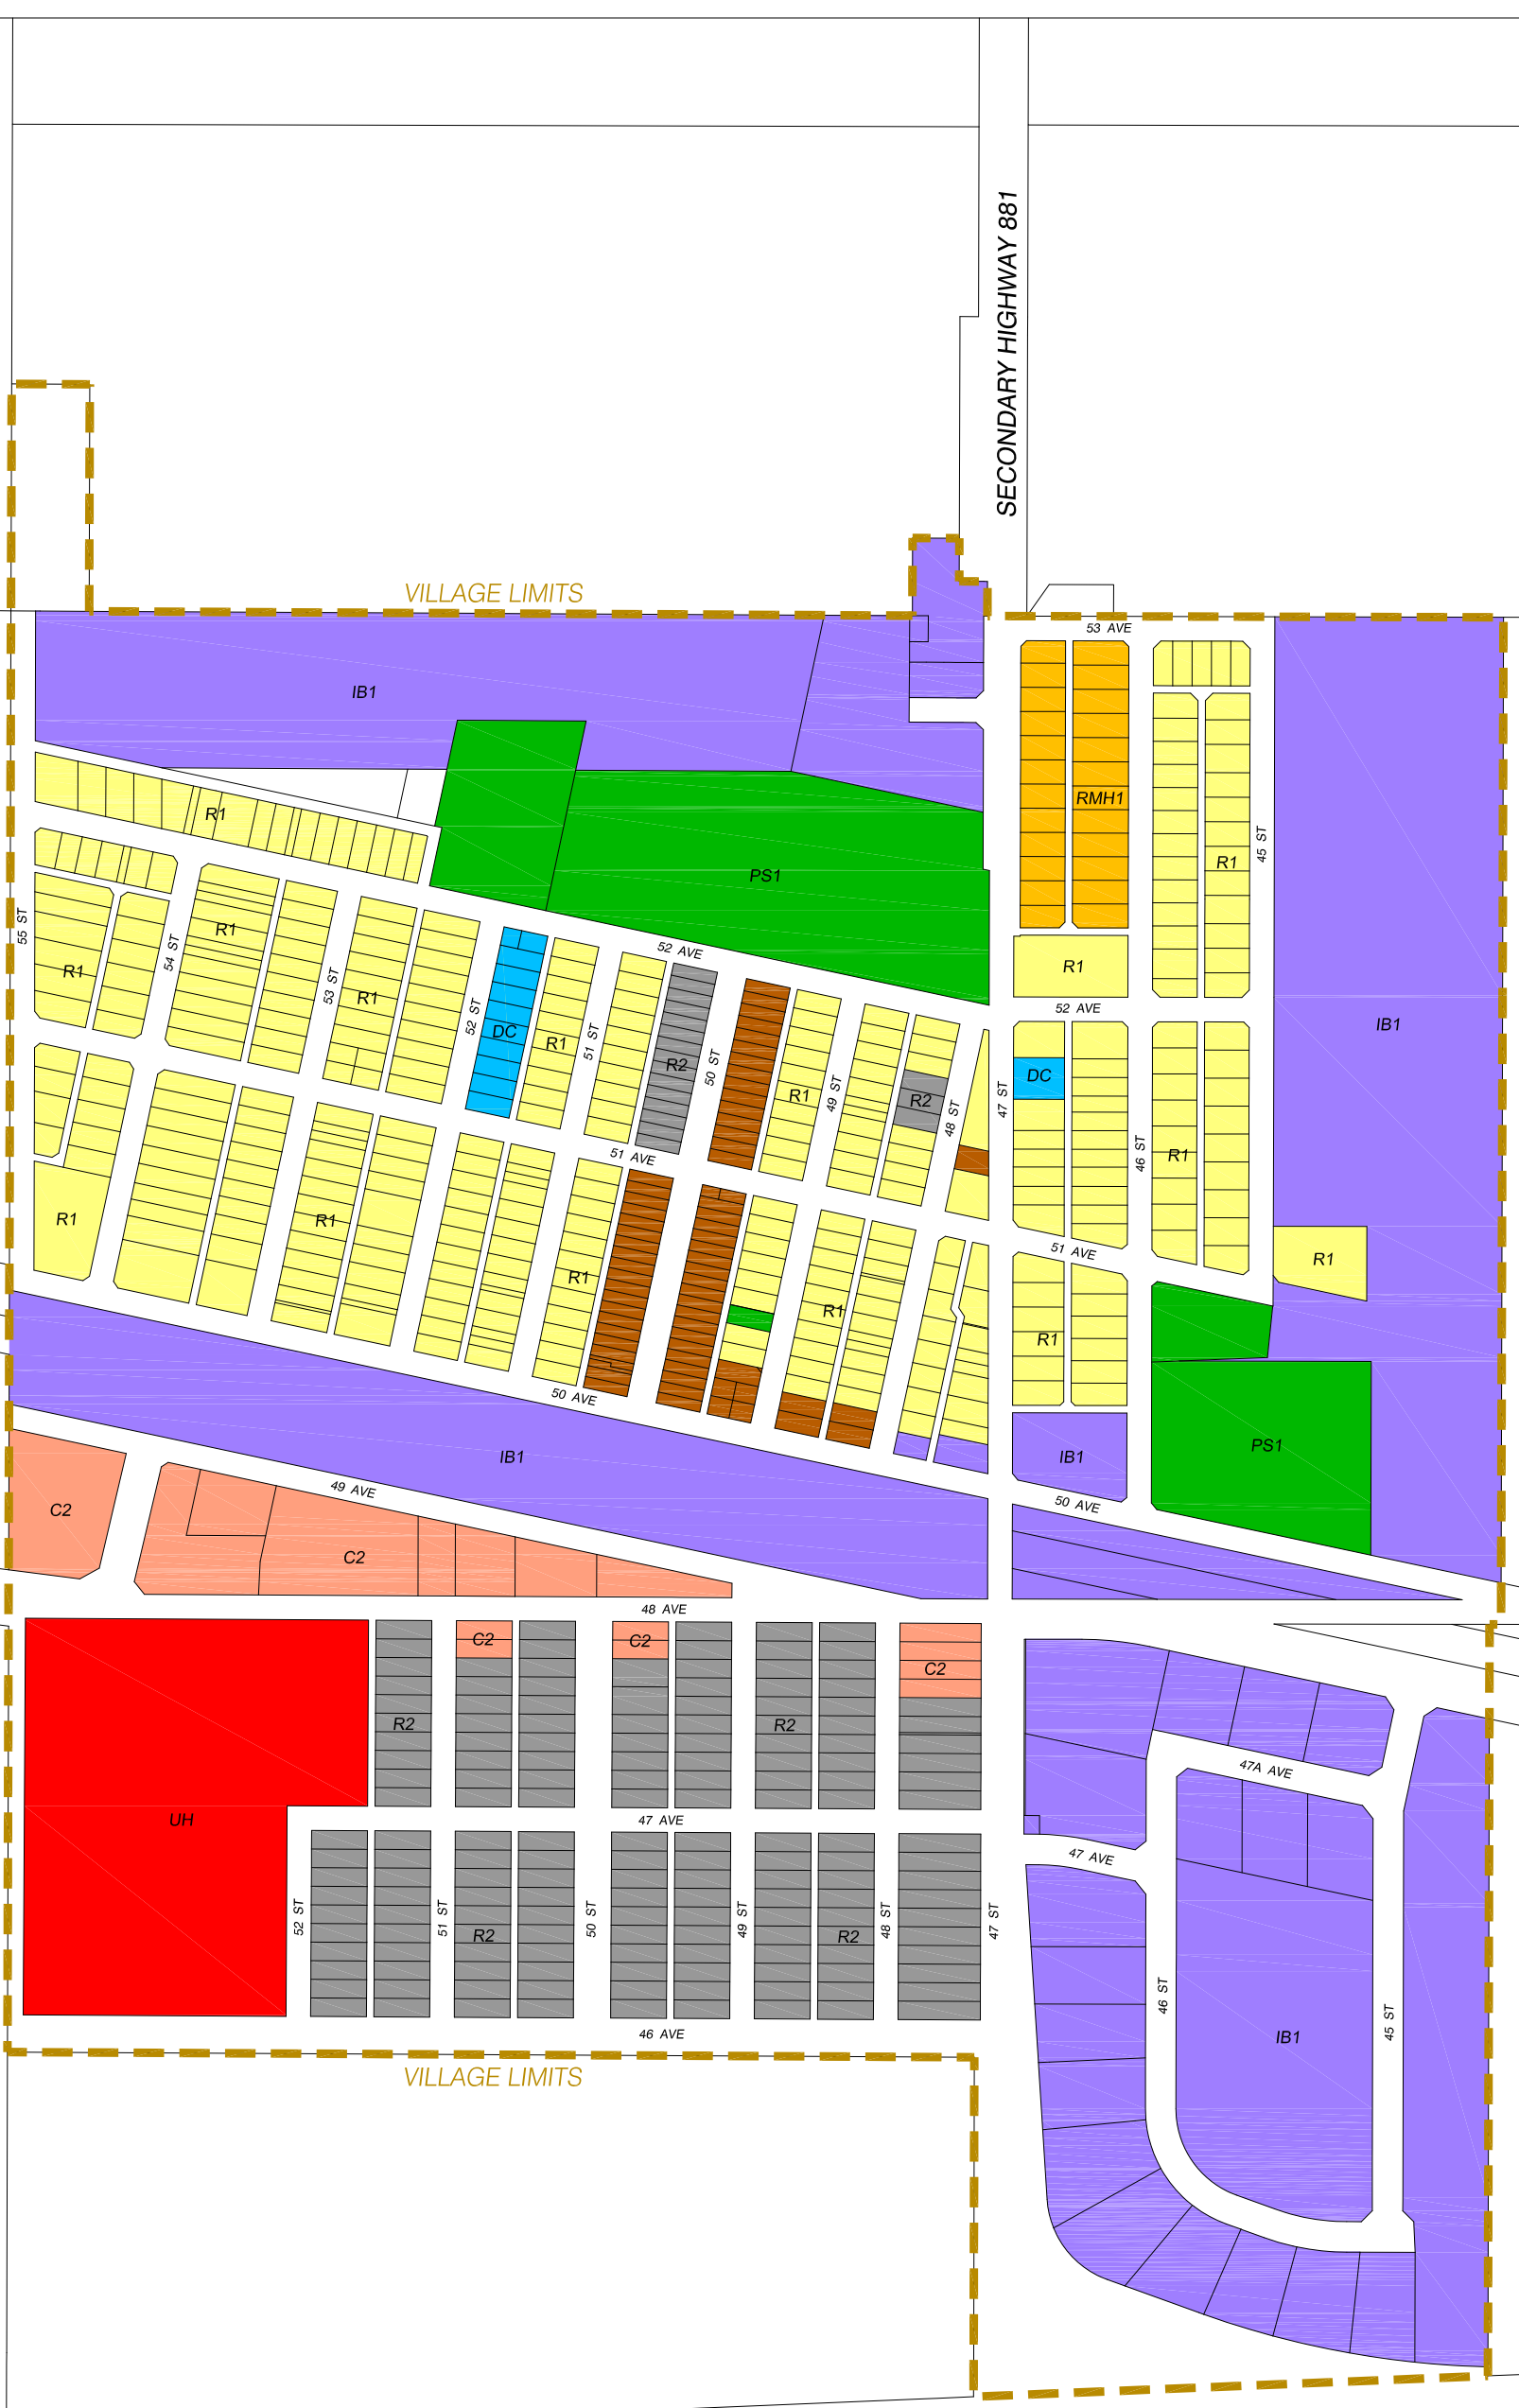 SECONDARY HIGHWAY 881
VILLAGE LIMITS
53 AVE
IB1
RMH1
R1
45 ST
R1
PS1
55 ST
R1
54 ST
R1
53 ST
R1
52 ST
DC
R1
51 ST
52 AVE
R2
50 ST
R1
49 ST
R2
48 ST
R1
52 AVE
47 ST
DC
46 ST
R1
IB1
51 AVE
R1
R1
R1
R1
51 AVE
R1
R1
50 AVE
IB1
IB1
PS1
50 AVE
C2
49 AVE
C2
48 AVE
C2
C2
C2
R2
R2
UH
47 AVE
47A AVE
47 AVE
52 ST
51 ST
R2
50 ST
49 ST
R2
48 ST
47 ST
46 ST
IB1
45 ST
46 AVE
VILLAGE LIMITS